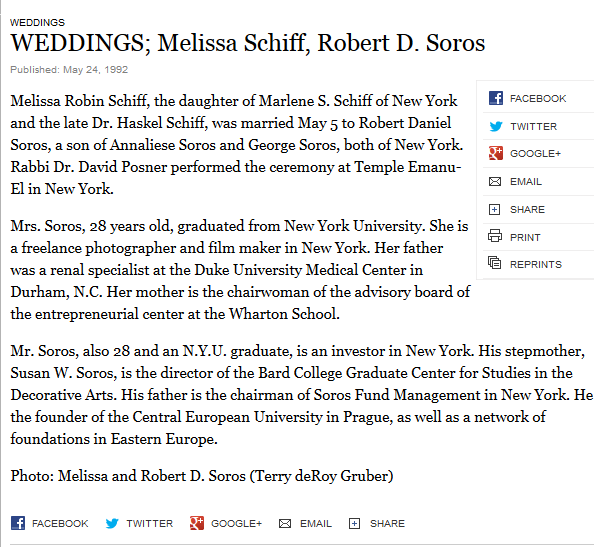 WEDDINGS
WEDDINGS; Melissa Schiff, Robert D. Soros
Published: May 24, 1992
Melissa Robin Schiff, the daughter of Marlene S. Schiff of New York
and the late Dr. Haskel Schiff, was married May 5 to Robert Daniel
Soros, a son of Annaliese Soros and George Soros, both of New York.
Rabbi Dr. David Posner performed the ceremony at Temple Emanu-
El in New York.
Mrs. Soros, 28 years old, graduated from New York University. She is
a freelance photographer and film maker in New York. Her father
was a renal specialist at the Duke University Medical Center in
Durham, N.C. Her mother is the chairwoman of the advisory board of
the entrepreneurial center at the Wharton School.
Mr. Soros, also 28 and an N.Y.U. graduate, is an investor in New York. His stepmother,
Susan W. Soros, is the director of the Bard College Graduate Center for Studies in the
Decorative Arts. His father is the chairman of Soros Fund Management in New York. He
the founder of the Central European University in Prague, as well as a network of
foundations in Eastern Europe.
Photo: Melissa and Robert D. Soros (Terry deRoy Gruber)
FACEBOOK
TWITTER
GOOGLE+
EMAIL
SHARE
PRINT
REPRINTS
FACEBOOK TWITTER GOOGLE+ EMAIL SHARE